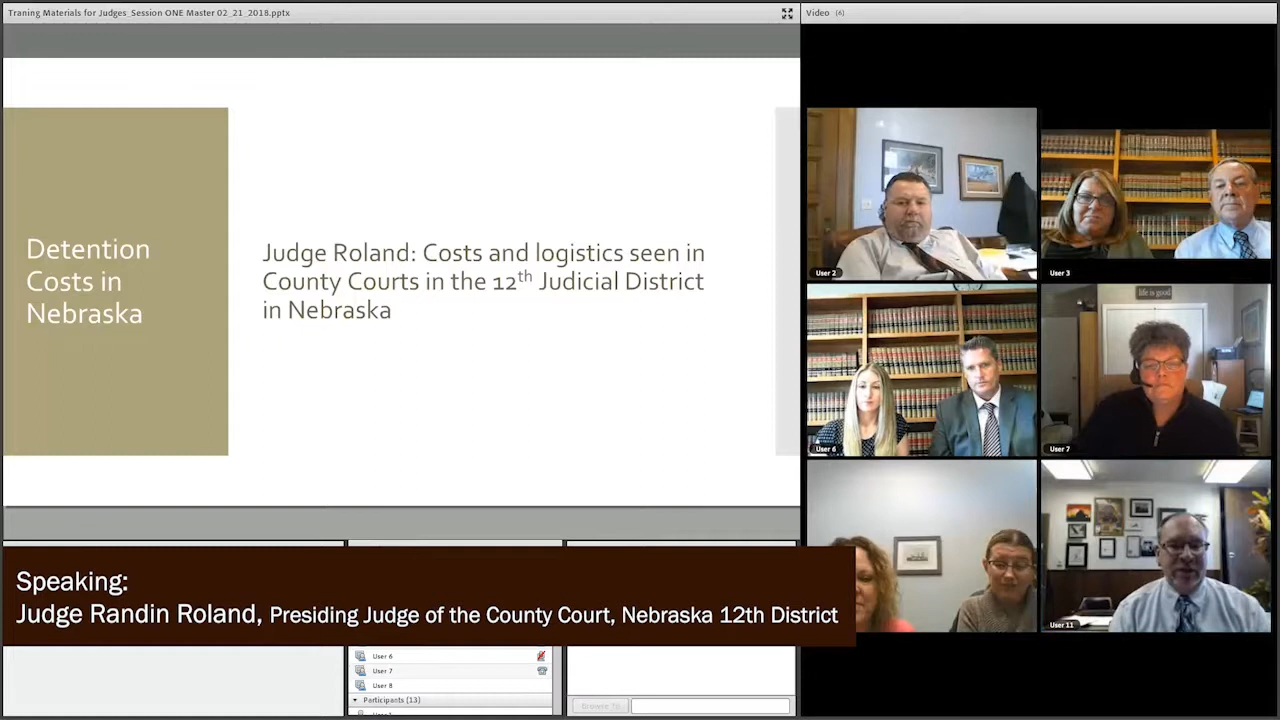 Traning Materials for Judges_Session ONE Master 02_21_2018.pptx
Video (6)
Detention
Costs in
Nebraska
Judge Roland: Costs and logistics seen in
County Courts in the 12th Judicial District
in Nebraska
User 2
User 3
life is good
User 6
User 7
User 11
Speaking:
Judge Randin Roland, Presiding Judge of the County Court, Nebraska 12th District
User 6
User 7
User 8
Participants (13)